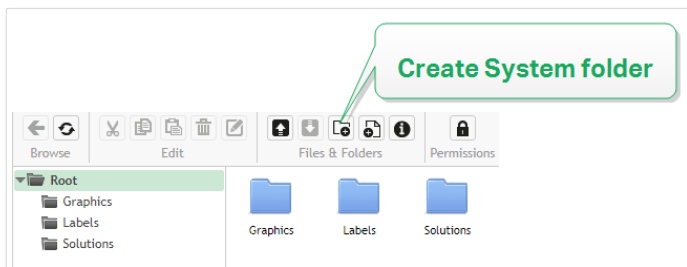 Create System folder
Browse Edit Files & Folders Permissions
Root
Graphics
Labels
Solutions
Graphics Labels Solutions